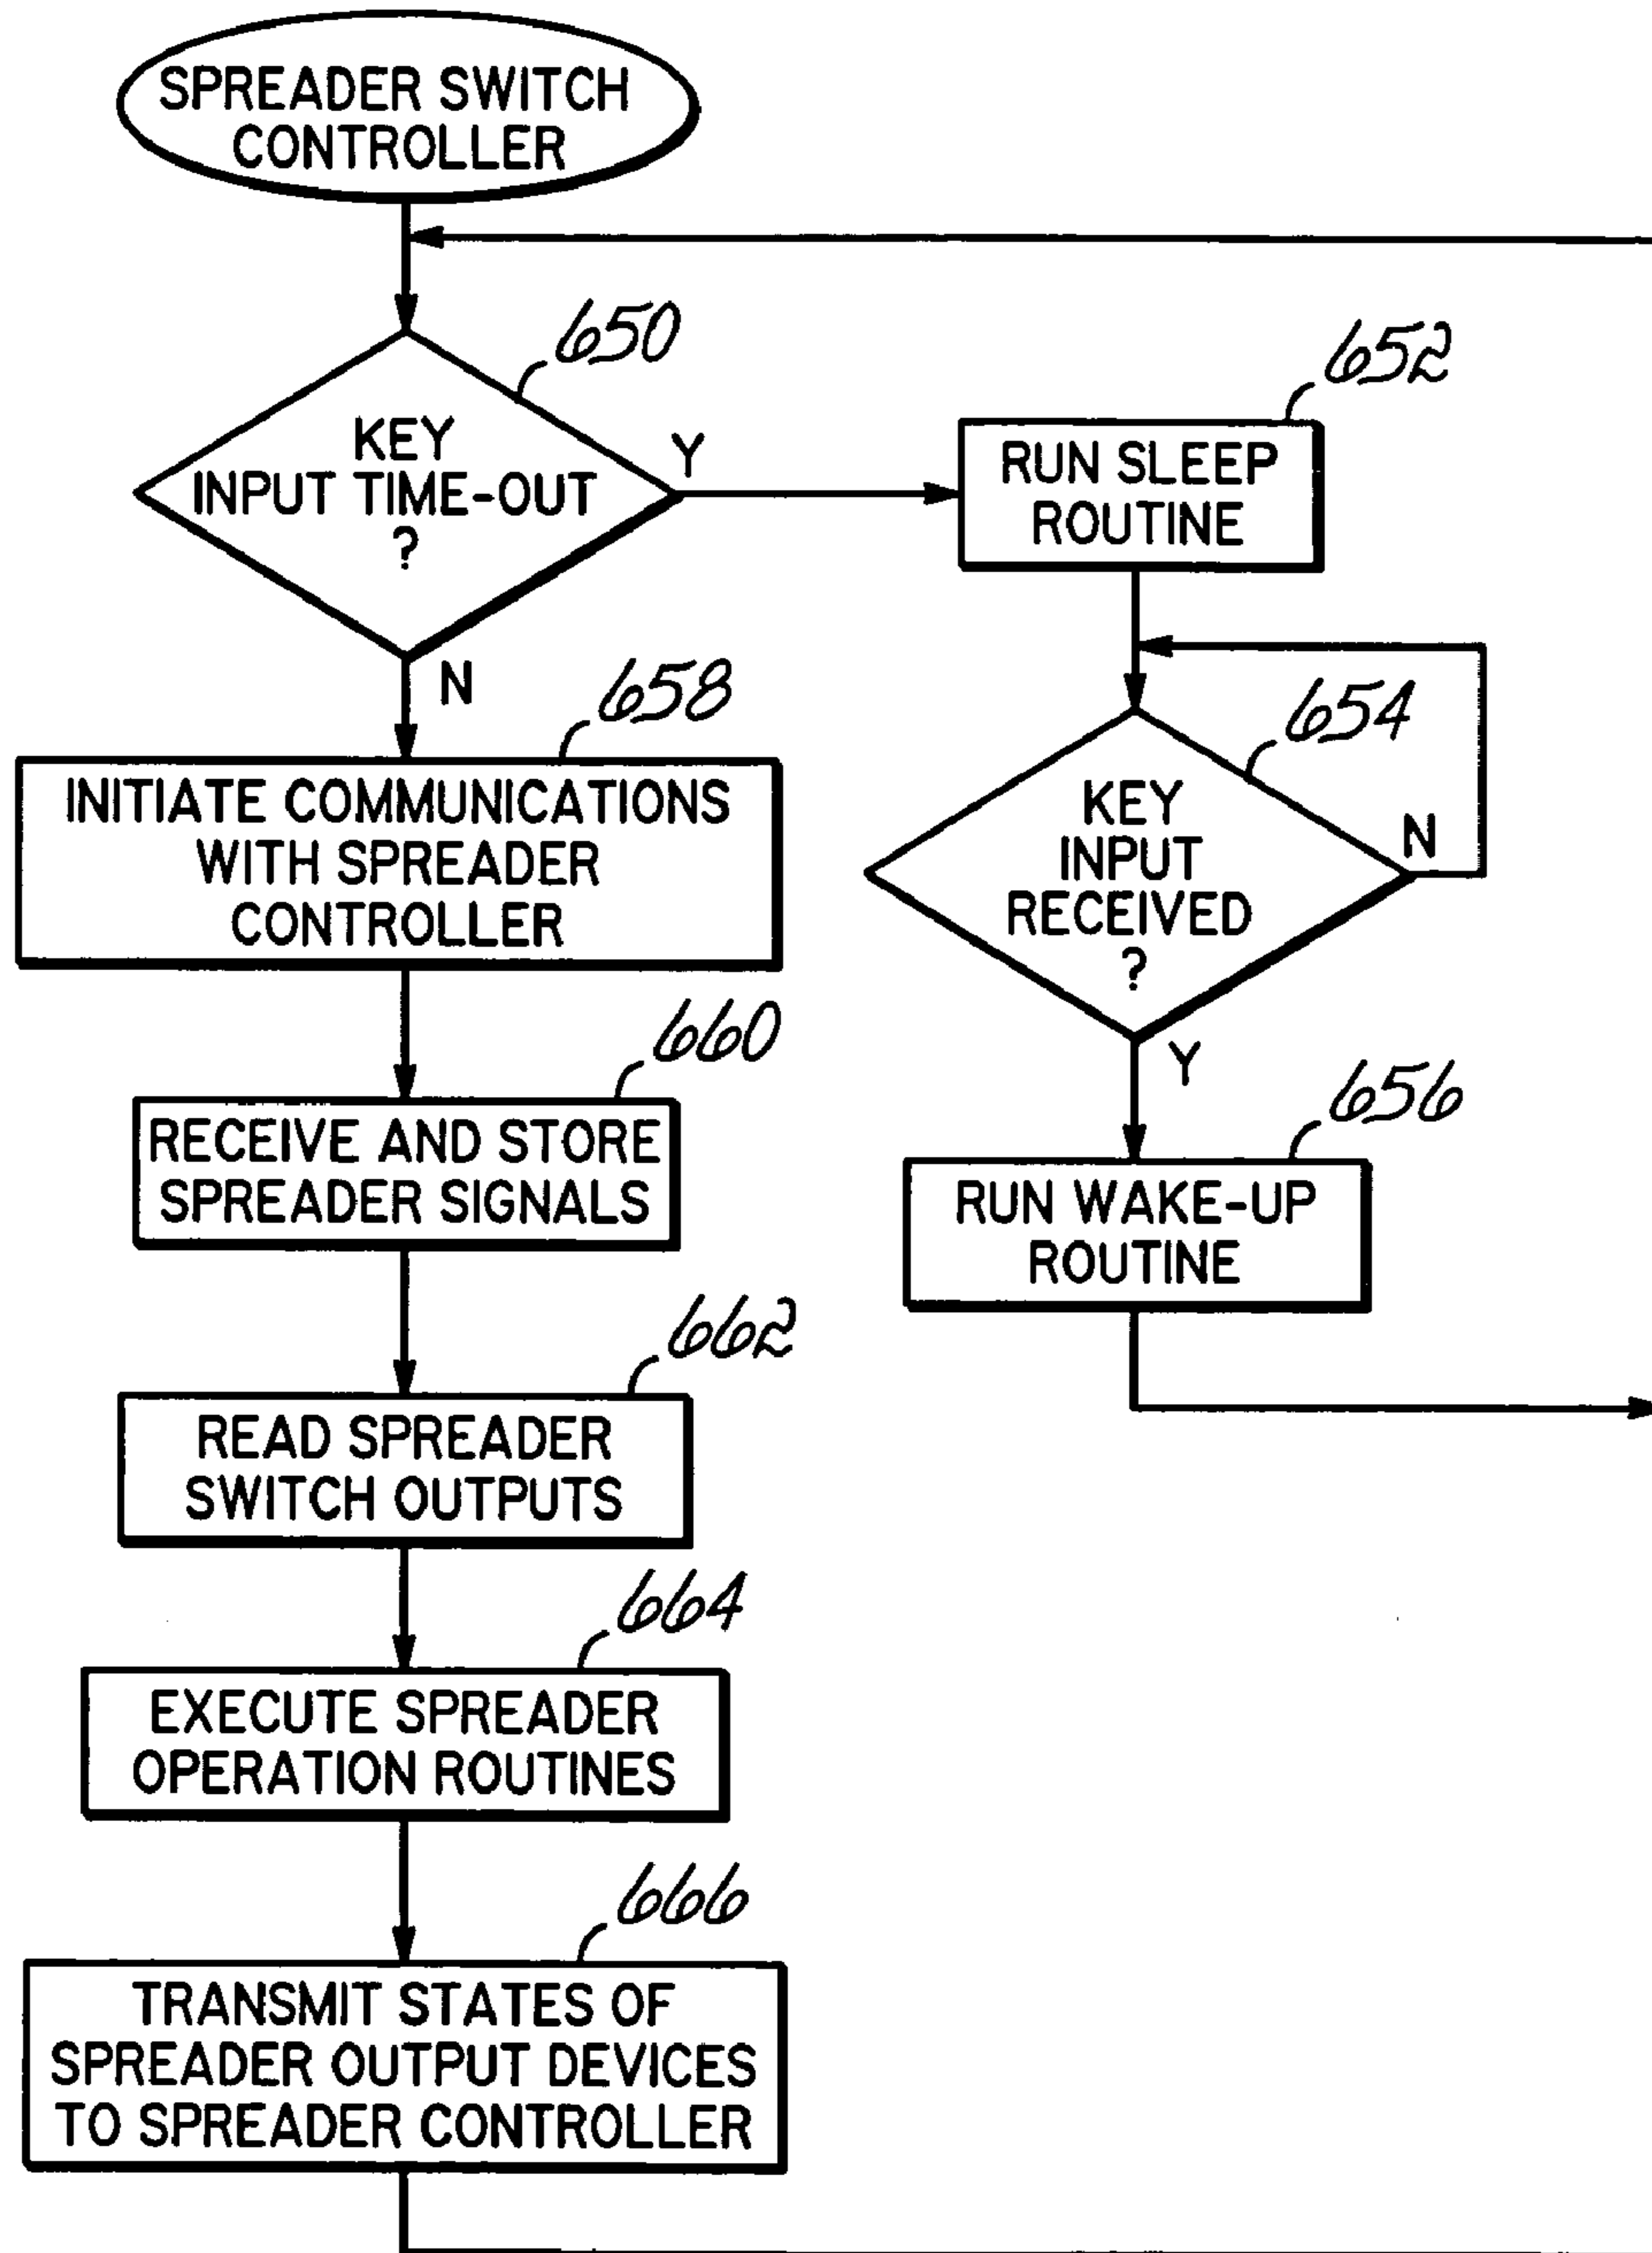 SPREADER SWITCH
CONTROLLER
650
KEY
INPUT TIME-OUT
?
Y
N
652
RUN SLEEP
ROUTINE
654
KEY
INPUT
RECEIVED
?
N
Y
656
RUN WAKE-UP
ROUTINE
658
INITIATE COMMUNICATIONS
WITH SPREADER
CONTROLLER
660
RECEIVE AND STORE
SPREADER SIGNALS
662
READ SPREADER
SWITCH OUTPUTS
664
EXECUTE SPREADER
OPERATION ROUTINES
666
TRANSMIT STATES OF
SPREADER OUTPUT DEVICES
TO SPREADER CONTROLLER